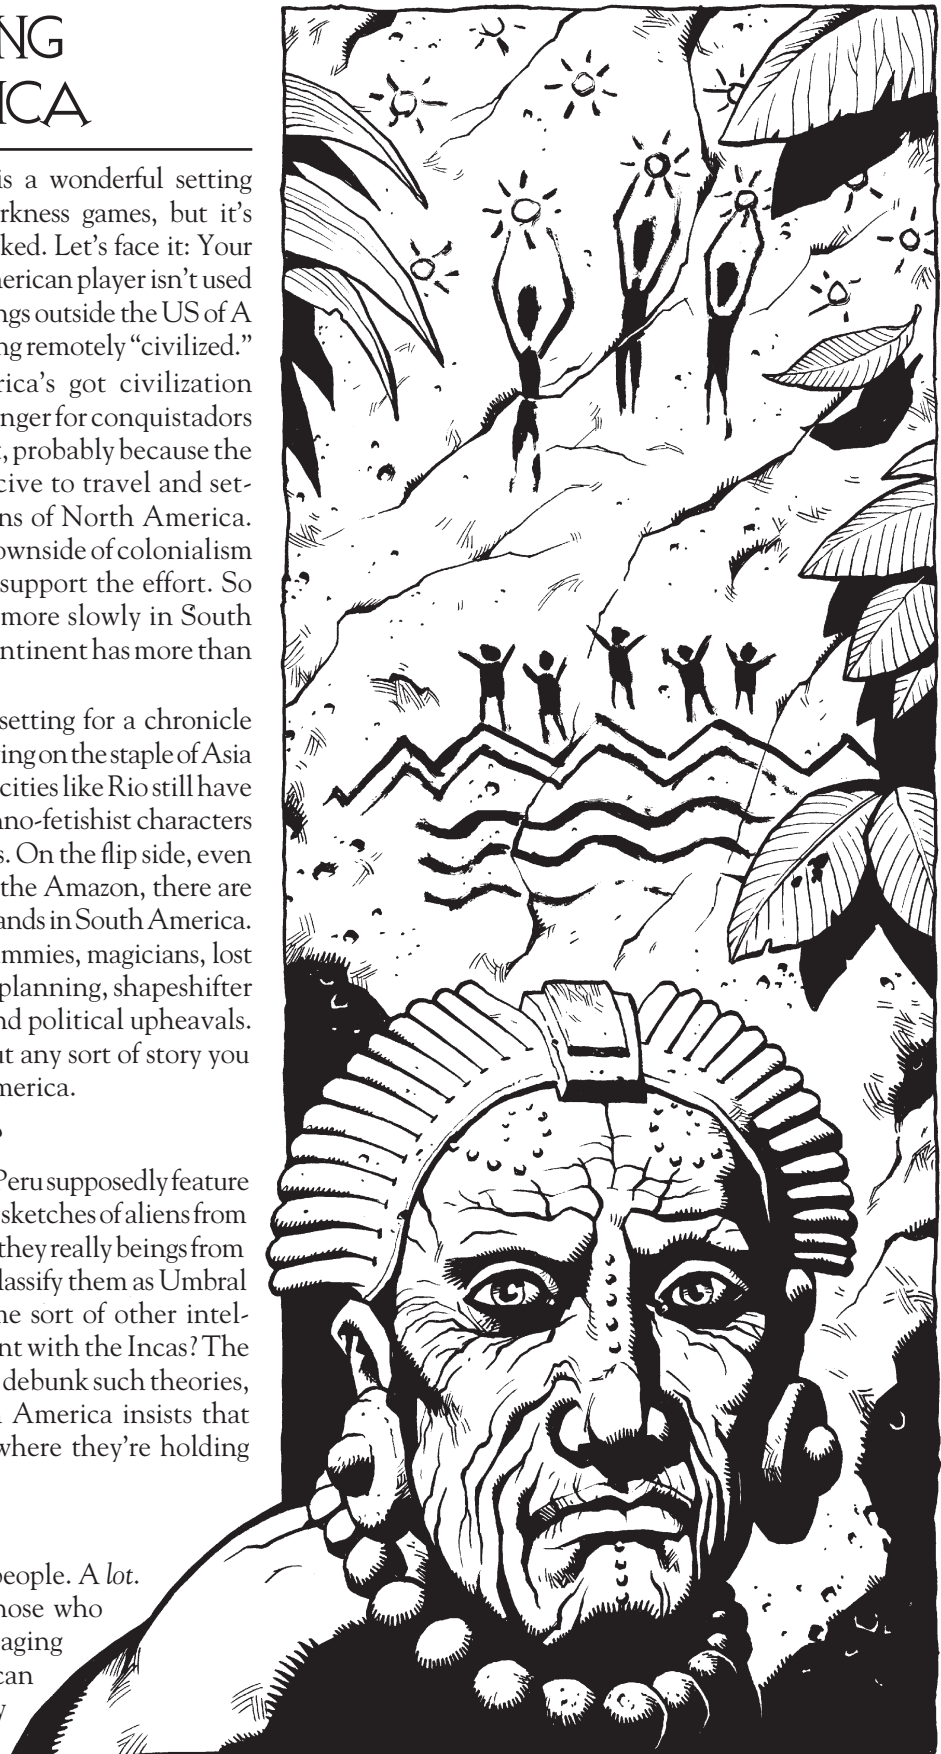 NG
ICA
is a wonderful setting
rkness games, but it's
ked. Let's face it: Your
merican player isn't used
ngs outside the US of A
ng remotely “civilized.”
rica's got civilization
nger for conquistadors
t, probably because the
cive to travel and set-
ns of North America.
ownside of colonialism
support the effort. So
more slowly in South
ontinent has more than
setting for a chronicle
ring on the staple of Asia
cities like Rio still have
hno-fetishist characters
s. On the flip side, even
the Amazon, there are
ands in South America.
ummies, magicians, lost
planning, shapeshifter
nd political upheavals.
ut any sort of story you
merica.
Peru supposedly feature
sketches of aliens from
they really beings from
lassify them as Umbral
me sort of other intel-
nt with the Incas? The
debunk such theories,
h America insists that
where they're holding
people. A lot.
hose who
aging
can
y